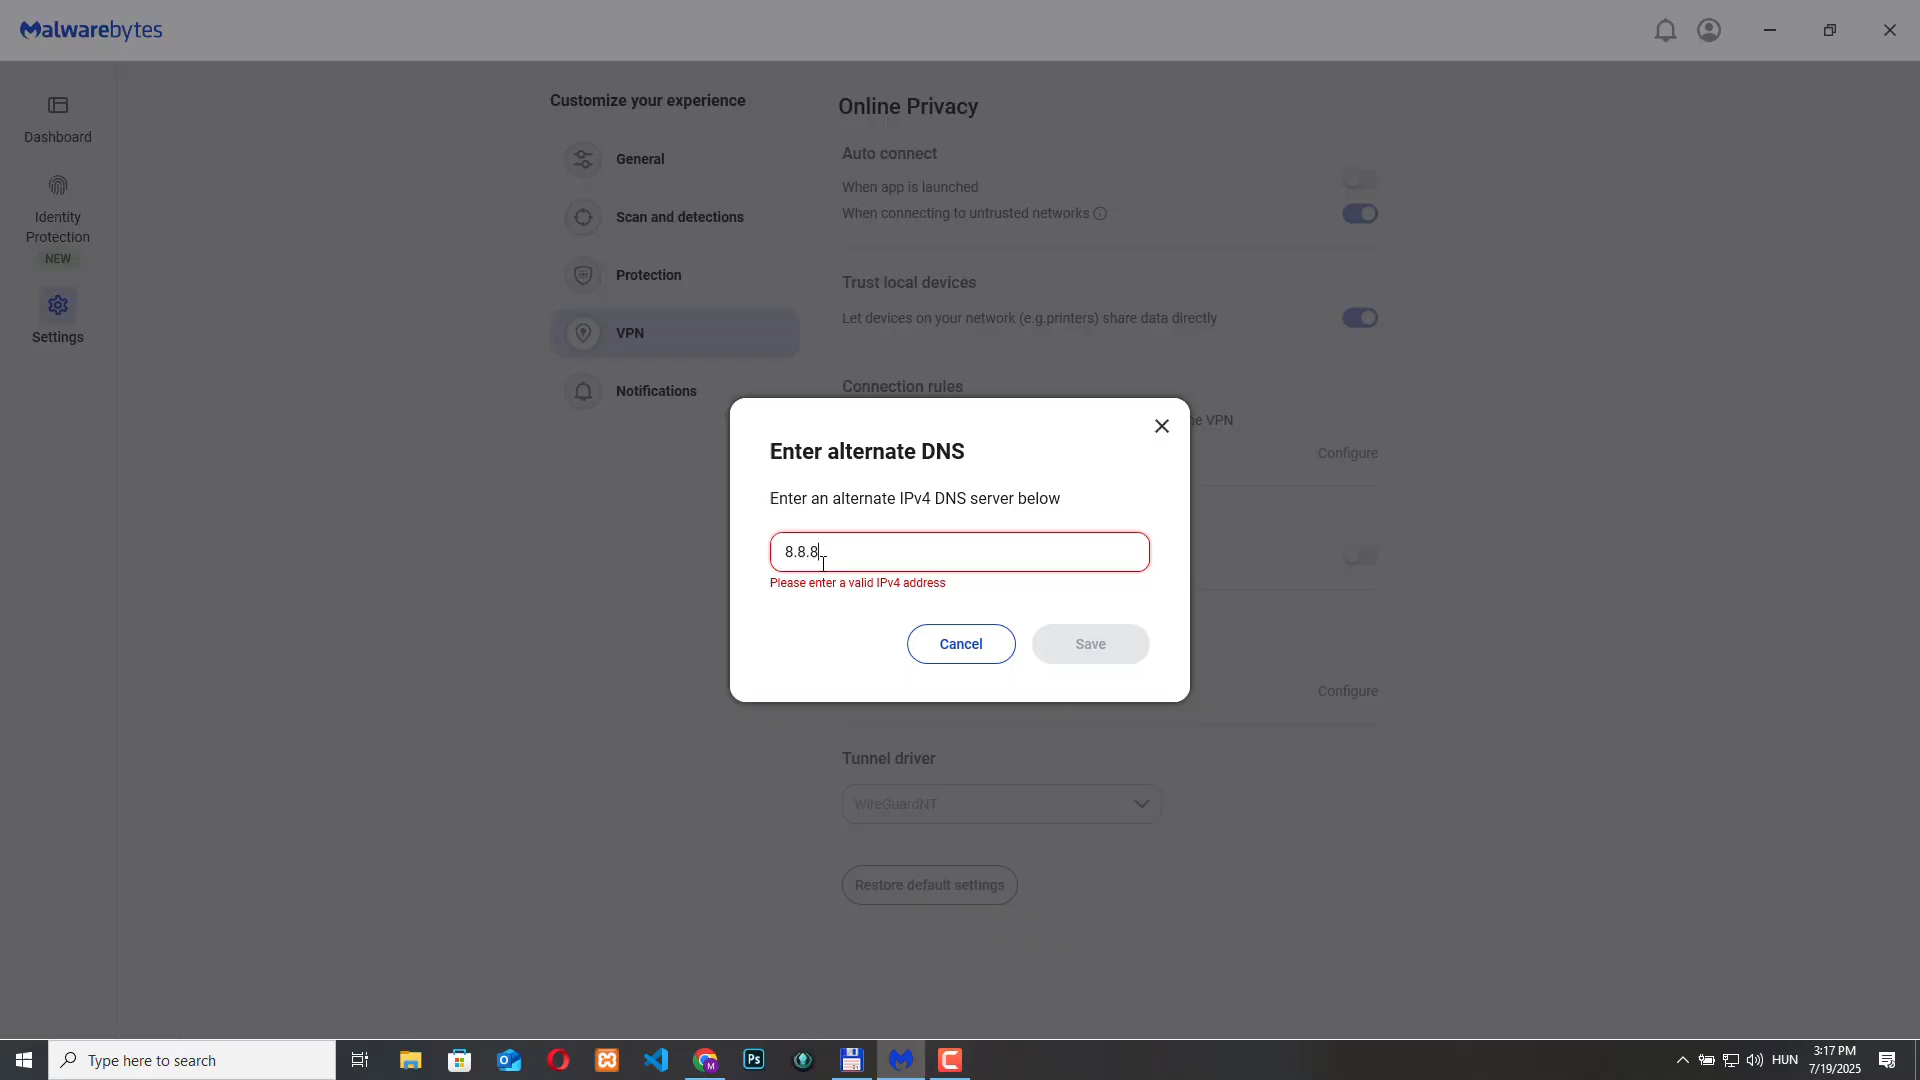 Malwarebytes
Dashboard
Identity
Protection
NEW
Settings
Customize your experience
General
Scan and detections
Protection
VPN
Notifications
Online Privacy
Auto connect
When app is launched
When connecting to untrusted networks
Trust local devices
Let devices on your network (e.g.printers) share data directly
Connection rules
he VPN
Configure
Enter alternate DNS
Enter an alternate IPv4 DNS server below
8.8.8
Please enter a valid IPv4 address
Cancel
Save
Configure
Tunnel driver
WireGuardNT
Restore default settings
Type here to search
M
Ps
HUN
3:17 PM
7/19/2025